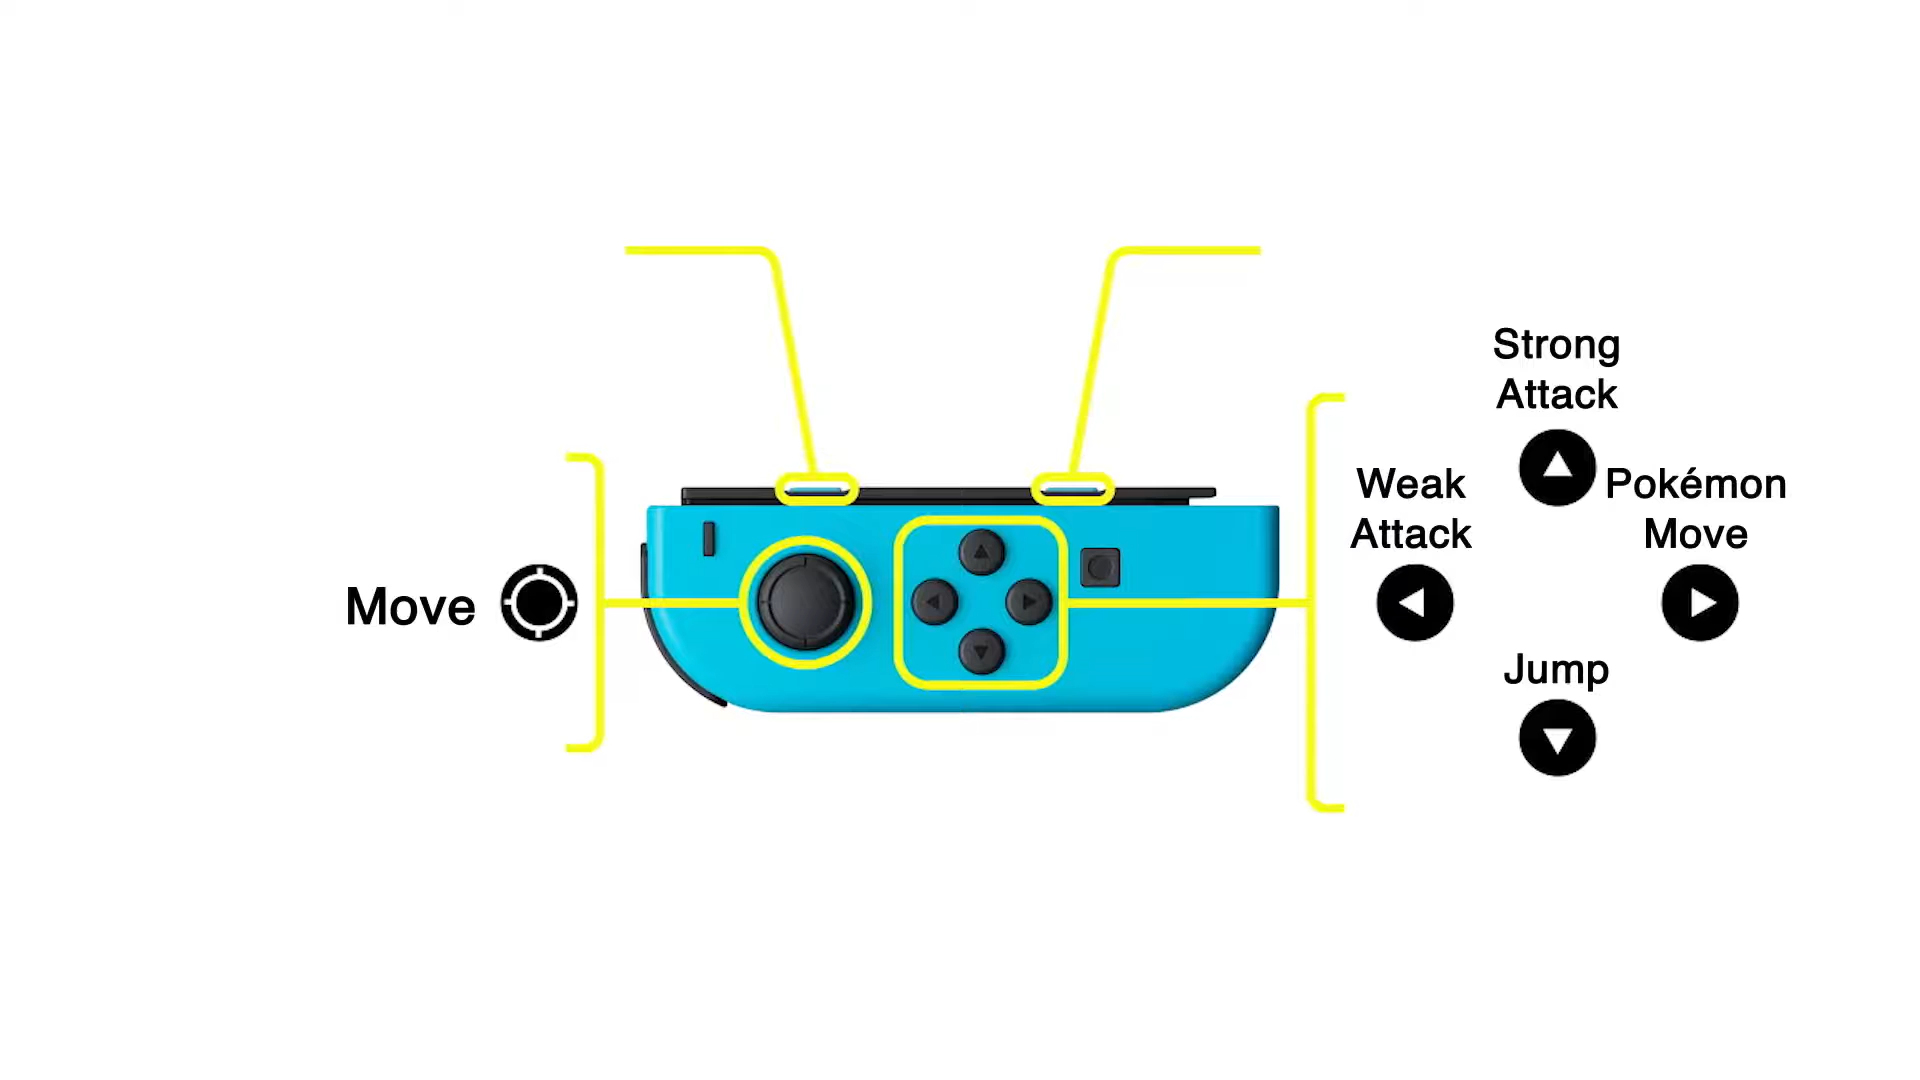 Strong
Attack
Weak
Attack
Pokémon
Move
Move
Jump